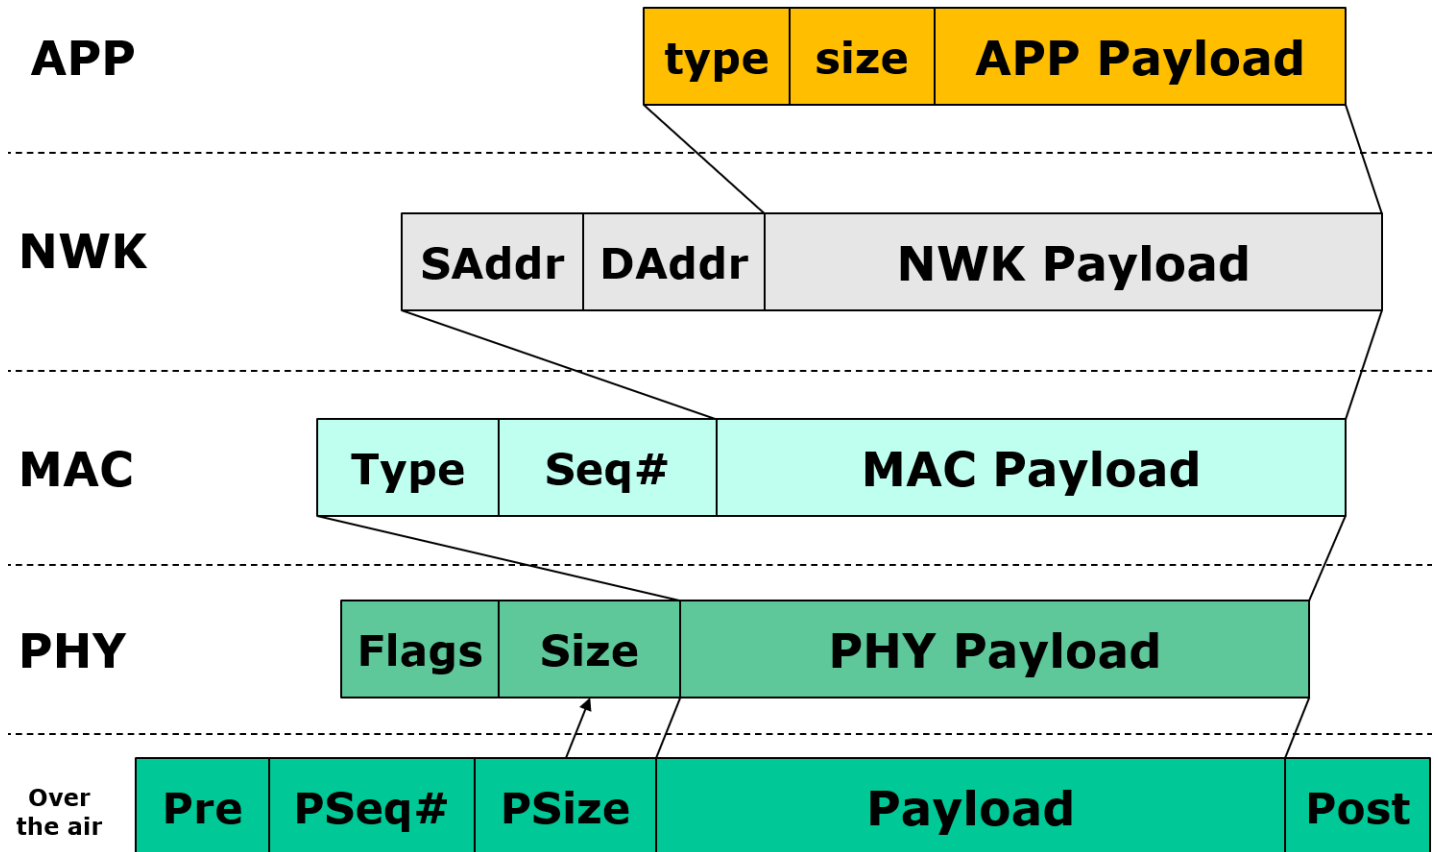 APP
type size APP Payload
NWK
SAddr DAddr NWK Payload
MAC
Type Seq# MAC Payload
PHY
Flags Size PHY Payload
Over
the air
Pre PSeq# PSize Payload Post